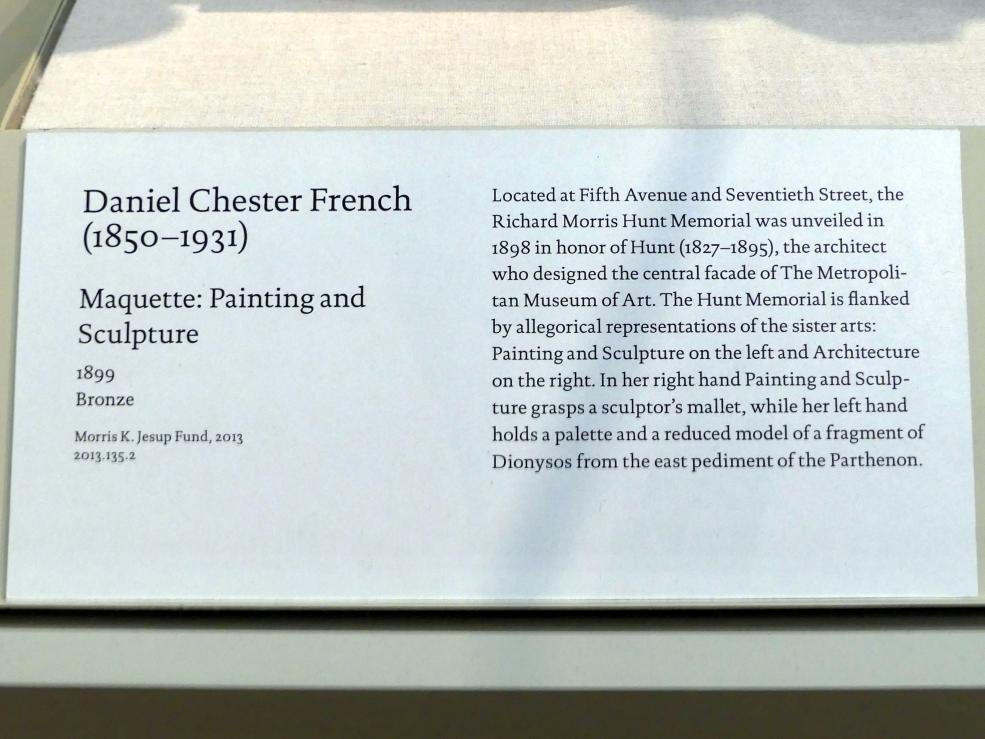 Daniel Chester French
(1850–1931)
Maquette: Painting and
Sculpture
1899
Bronze
Morris K. Jesup Fund, 2013
2013.135.2
Located at Fifth Avenue and Seventieth Street, the
Richard Morris Hunt Memorial was unveiled in
1898 in honor of Hunt (1827–1895), the architect
who designed the central facade of The Metropoli-
tan Museum of Art. The Hunt Memorial is flanked
by allegorical representations of the sister arts:
Painting and Sculpture on the left and Architecture
on the right. In her right hand Painting and Sculp-
ture grasps a sculptor's mallet, while her left hand
holds a palette and a reduced model of a fragment of
Dionysos from the east pediment of the Parthenon.